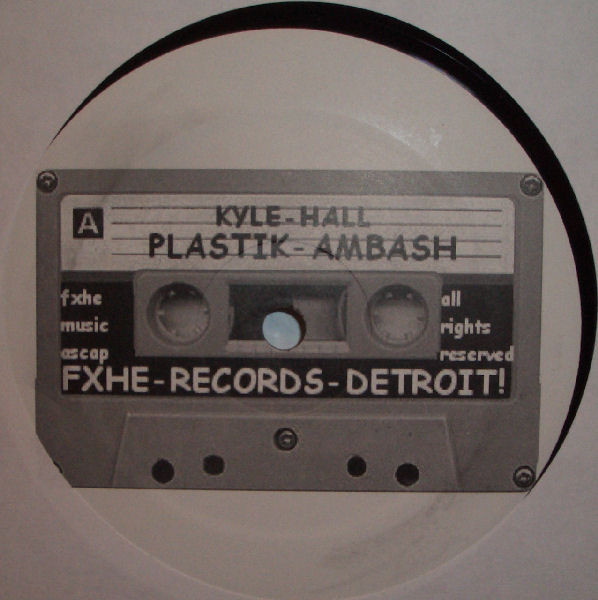 A
KYLE-HALL
PLASTIK-AMBASH
fxhe
music
ascap
all
rights
reserved
FXHE-RECORDS-DETROIT!